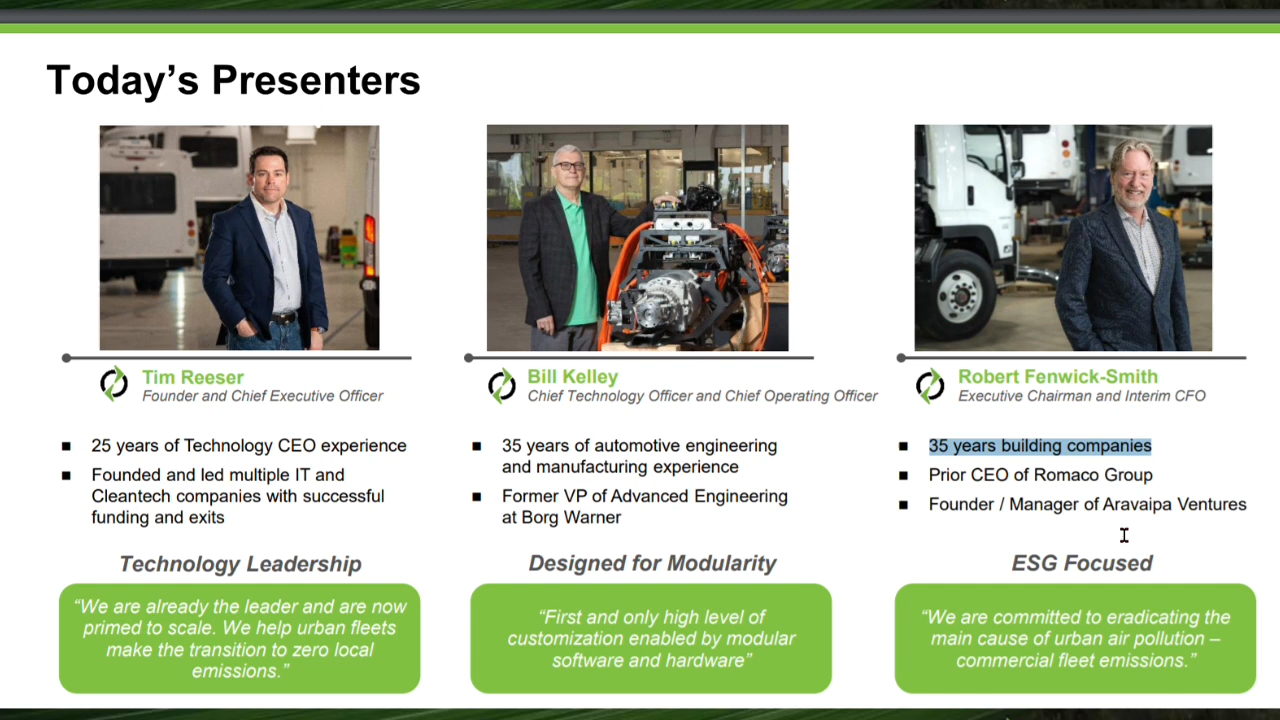 Today’s Presenters
Tim Reeser
Founder and Chief Executive Officer
25 years of Technology CEO experience
Founded and led multiple IT and
Cleantech companies with successful
funding and exits
Technology Leadership
“We are already the leader and are now
primed to scale. We help urban fleets
make the transition to zero local
emissions.”
Bill Kelley
Chief Technology Officer and Chief Operating Officer
35 years of automotive engineering
and manufacturing experience
Former VP of Advanced Engineering
at Borg Warner
Designed for Modularity
“First and only high level of
customization enabled by modular
software and hardware”
Robert Fenwick-Smith
Executive Chairman and Interim CFO
35 years building companies
Prior CEO of Romaco Group
Founder / Manager of Aravaipa Ventures
ESG Focused
“We are committed to eradicating the
main cause of urban air pollution –
commercial fleet emissions.”